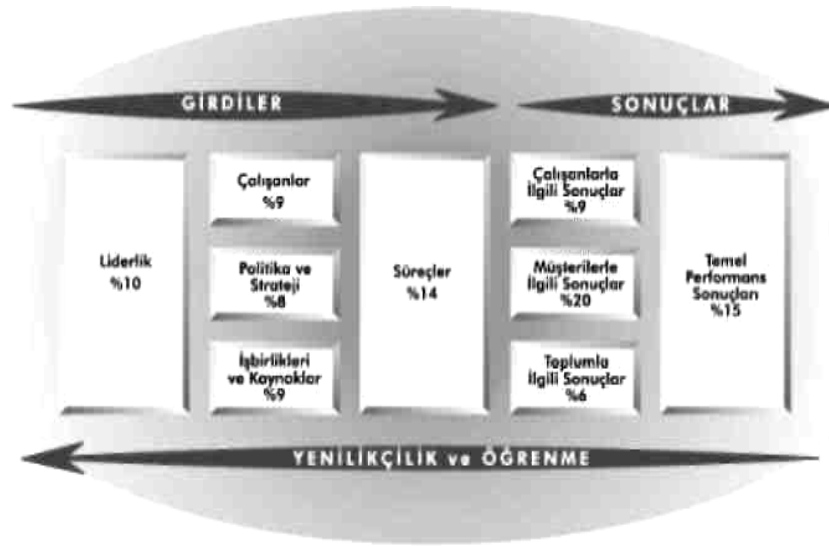 GİRDİLER
SONUÇLAR
Liderlik
%10
Çalışanlar
%9
Politika ve
Strateji
%8
İşbirlikleri
ve Kaynaklar
%9
Süreçler
%14
Çalışanlarla
İlgili Sonuçlar
%9
Müşterilerle
İlgili Sonuçlar
%20
Toplumla
İlgili Sonuçlar
%6
Temel
Performans
Sonuçları
%15
YENİLİKÇİLİK ve ÖĞRENME